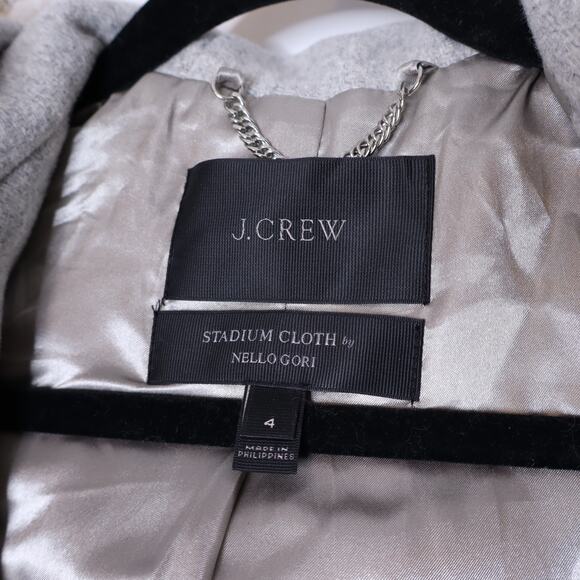 J.CREW
STADIUM CLOTH by
NELLO GORI
4
MADE IN
PHILIPPINES